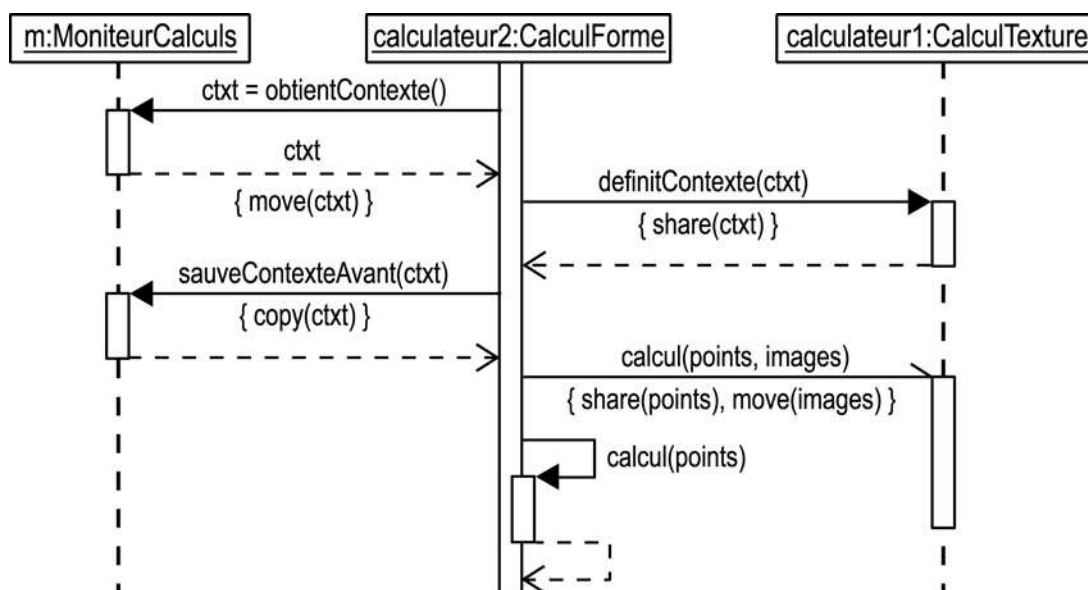 m:MoniteurCalculs
calculateur2:CalculForme
calculateur1:CalculTexture
ctxt = obtientContexte()
ctxt
{ move(ctxt) }
definitContexte(ctxt)
{ share(ctxt) }
sauveContexteAvant(ctxt)
{ copy(ctxt) }
calcul(points, images)
{ share(points), move(images) }
calcul(points)